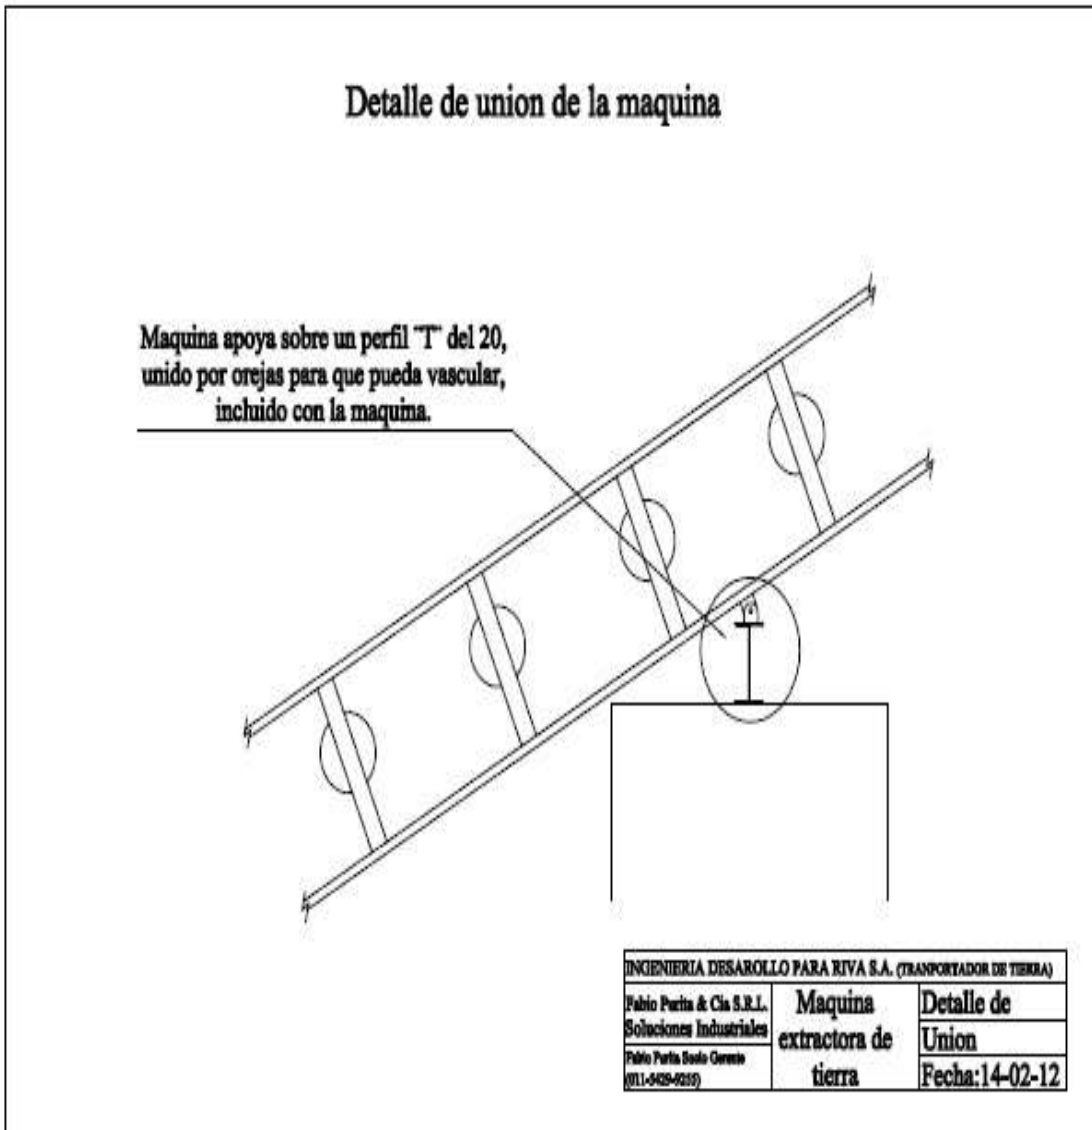 Detalle de union de la maquina
Maquina apoya sobre un perfil "I" del 20,
unido por orejas para que pueda vascular,
incluido con la maquina.
INGENIERIA DESAROLLO PARA RIVA S.A. (TRANPORTADOR DE TIERRA)
Fabio Purita & Cia S.R.L.
Soluciones Industriales
Fabio Purita Socio Gerente
Maquina
extractora de
tierra
Detalle de
Union
Fecha:14-02-12